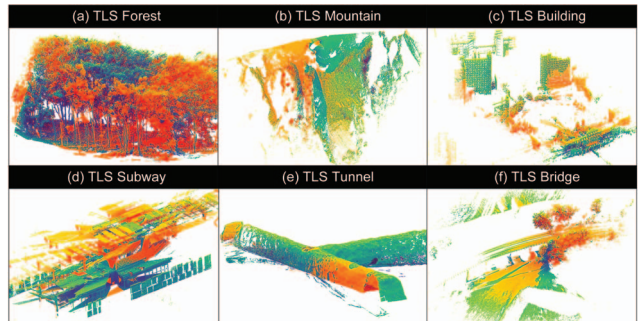 (a) TLS Forest
(b) TLS Mountain
(c) TLS Building
(d) TLS Subway
(e) TLS Tunnel
(f) TLS Bridge